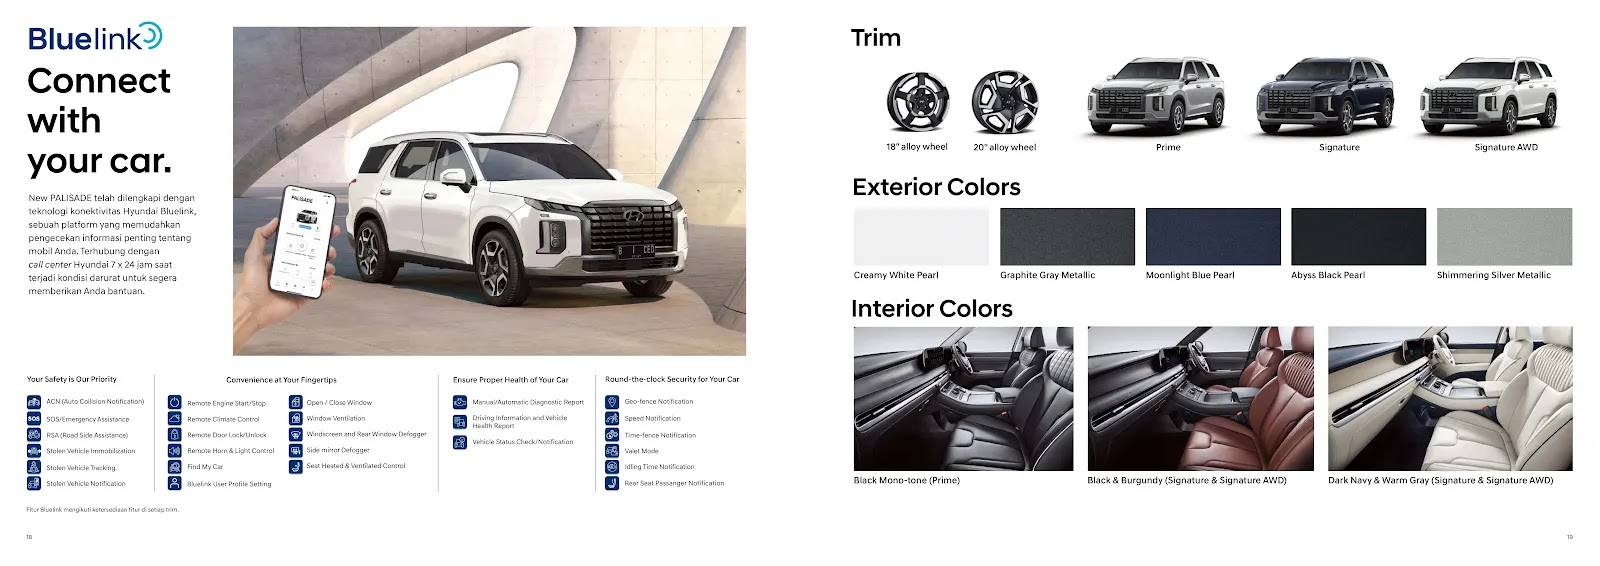 Bluelink
Connect
with
your car.
New PALISADE telah dilengkapi dengan
teknologi konektivitas Hyundai Bluelink,
sebuah platform yang memudahkan
pengecekan informasi penting tentang
mobil Anda. Terhubung dengan
call center Hyundai 7 x 24 jam saat
terjadi kondisi darurat untuk segera
memberikan Anda bantuan.
PALISADE
B 1 CEO
Your Safety is Our Priority
ACN (Auto Collision Notification)
SOS
SOS/Emergency Assistance
RSA (Road Side Assistance)
Stolen Vehicle Immobilization
Stolen Vehicle Tracking
Stolen Vehicle Notification
Convenience at Your Fingertips
Remote Engine Start/Stop
Remote Climate Control
Remote Door Lock/Unlock
Remote Horn & Light Control
Find My Car
Bluelink User Profile Setting
Open / Close Window
Window Ventilation
Windscreen and Rear Window Defogger
Side mirror Defogger
Seat Heated & Ventilated Control
Ensure Proper Health of Your Car
Manual/Automatic Diagnostic Report
Driving Information and Vehicle
Health Report
Vehicle Status Check/Notification
Round-the-clock Security for Your Car
Geo-fence Notification
Speed Notification
Time-fence Notification
Valet Mode
Idling Time Notification
Rear Seat Passanger Notification
Fitur Bluelink mengikuti ketersediaan fitur di setiap trim.
18
Trim
18" alloy wheel
20" alloy wheel
Prime
Signature
Signature AWD
Exterior Colors
Creamy White Pearl
Graphite Gray Metallic
Moonlight Blue Pearl
Abyss Black Pearl
Shimmering Silver Metallic
Interior Colors
Black Mono-tone (Prime)
Black & Burgundy (Signature & Signature AWD)
Dark Navy & Warm Gray (Signature & Signature AWD)
19